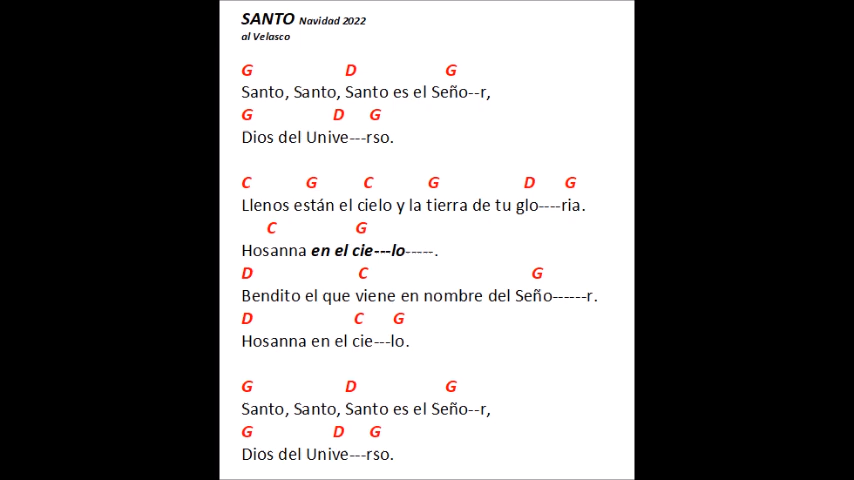 SANTO Navidad 2022
al Velasco
G D G
Santo, Santo, Santo es el Seño--r,
G D G
Dios del Unive---rso.
C G C G D G
Llenos están el cielo y la tierra de tu glo----ria.
C G
Hosanna en el cie---lo-----.
D C G
Bendito el que viene en nombre del Seño------r.
D C G
Hosanna en el cie---lo.
G D G
Santo, Santo, Santo es el Seño--r,
G D G
Dios del Unive---rso.